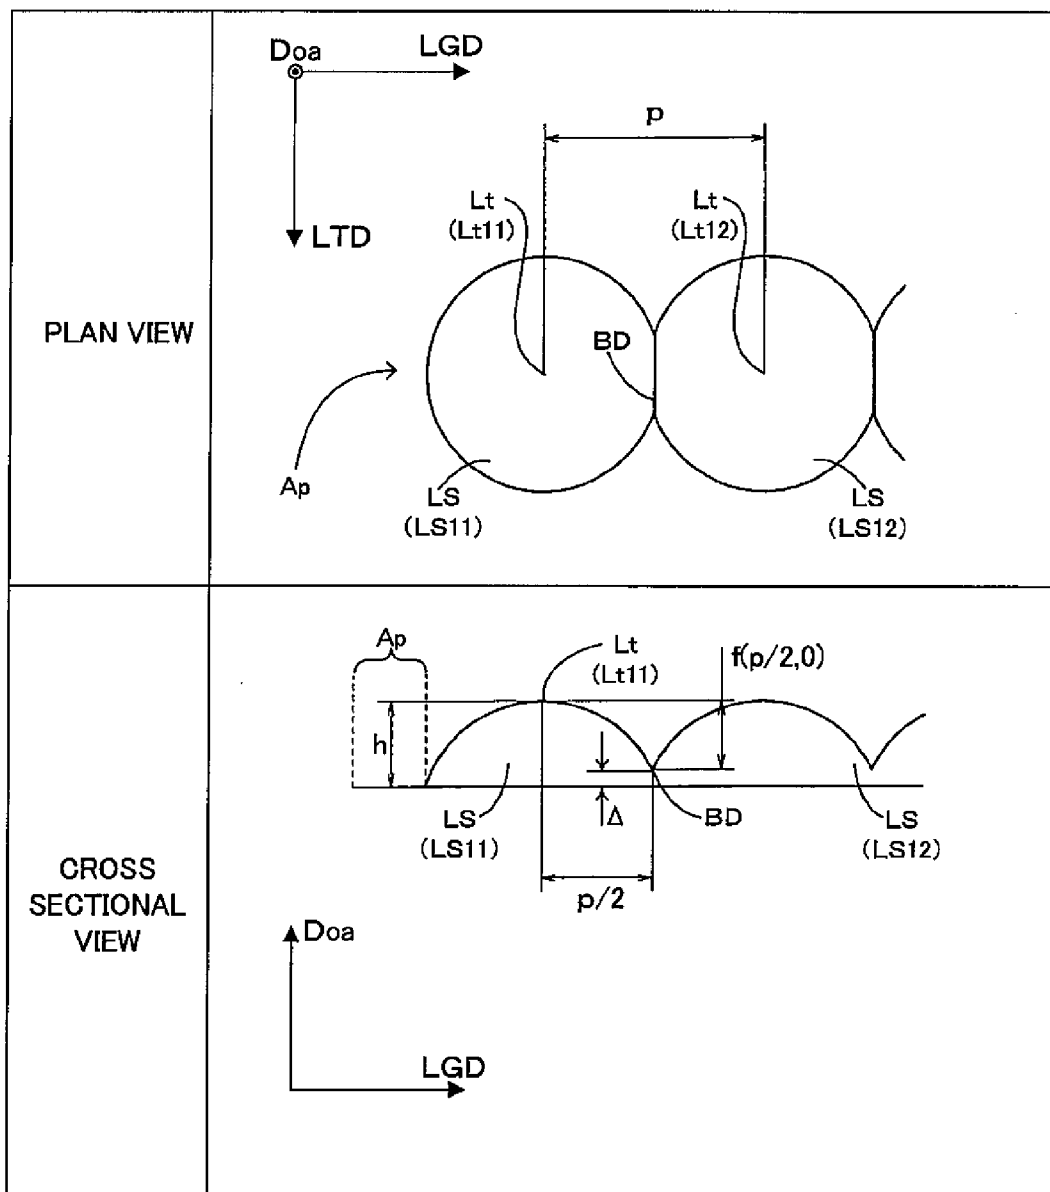 PLAN VIEW
Doa
LGD
LTD
p
Lt
(Lt11)
Lt
(Lt12)
BD
Ap
LS
(LS11)
LS
(LS12)
CROSS
SECTIONAL
VIEW
Ap
Lt
(Lt11)
f(p/2,0)
h
LS
(LS11)
Δ
BD
LS
(LS12)
p/2
Doa
LGD